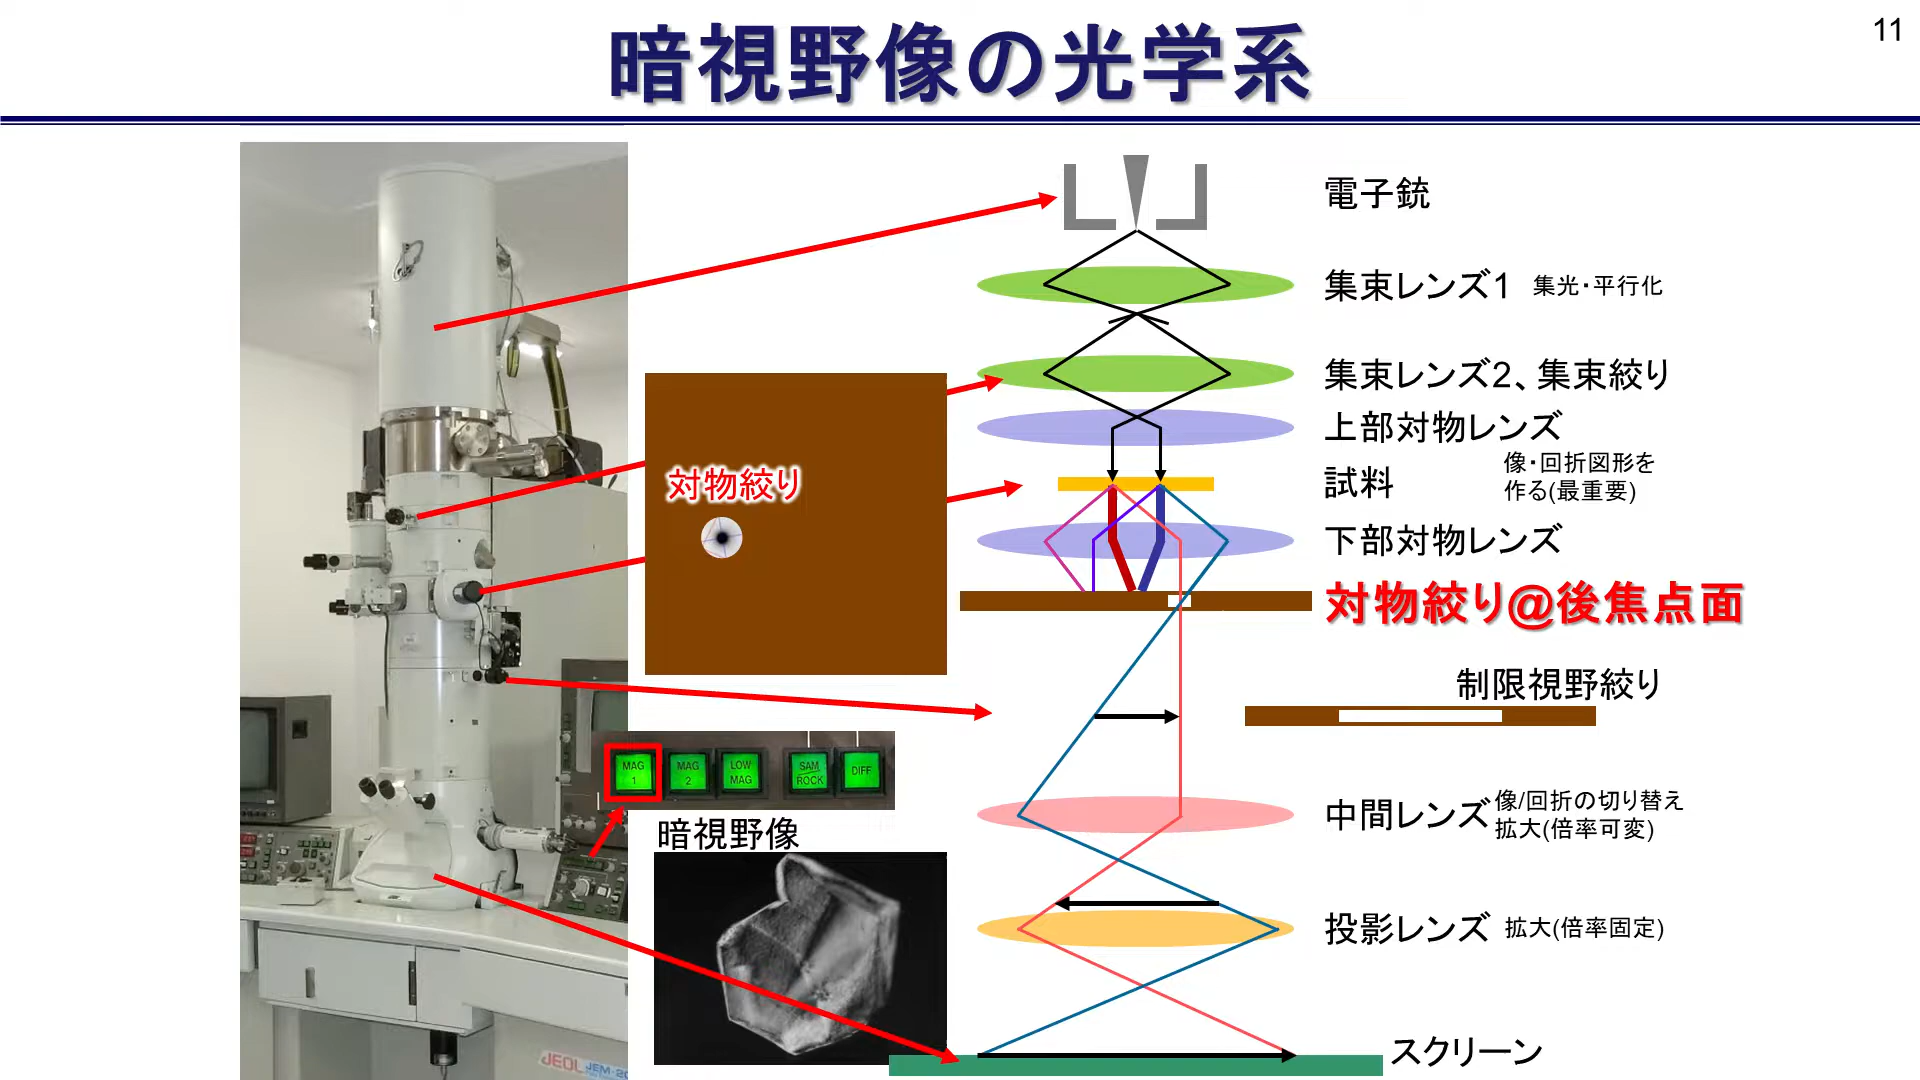 11
暗視野像の光学系
電子銃
集束レンズ1 集光・平行化
集束レンズ2、集束絞り
上部対物レンズ
試料
像・回折図形を
作る(最重要)
下部対物レンズ
対物絞り
対物絞り@後焦点面
制限視野絞り
MAG
1
MAG
2
LOW
MAG
SAM
ROCK
DIFF
暗視野像
中間レンズ
像/回折の切り替え
拡大(倍率可変)
投影レンズ 拡大(倍率固定)
スクリーン
JEOL JEM-20